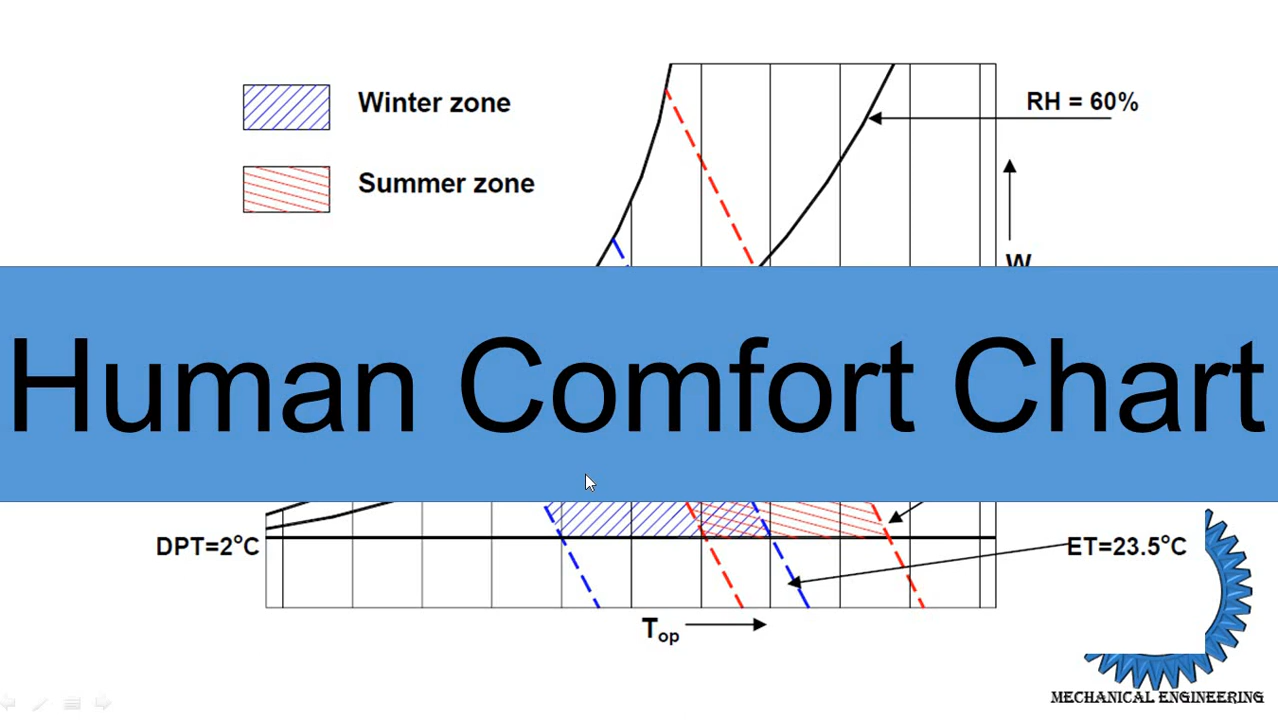 Winter zone
RH = 60%
Summer zone
W
Human Comfort Chart
DPT=2°C
ET=23.5°C
Top
MECHANICAL ENGINEERING